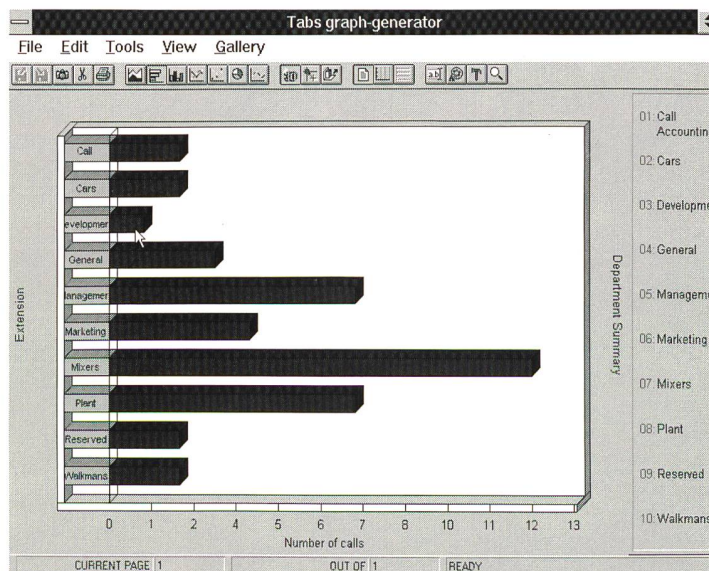 Tabs graph-generator
File Edit Tools View Gallery
Call
Cars
evelopmer
General
lanagemer
Marketing
Mixers
Plant
Reserved
Walkmans
Extension
0 1 2 3 4 5 6 7 8 9 10 11 12 13
Number of calls
Department Summary
01: Call
Accountin
02: Cars
03: Developme
04: General
05: Manageme
06: Marketing
07: Mixers
08: Plant
09: Reserved
10: Walkmans
CURRENT PAGE 1 OUT OF 1 READY